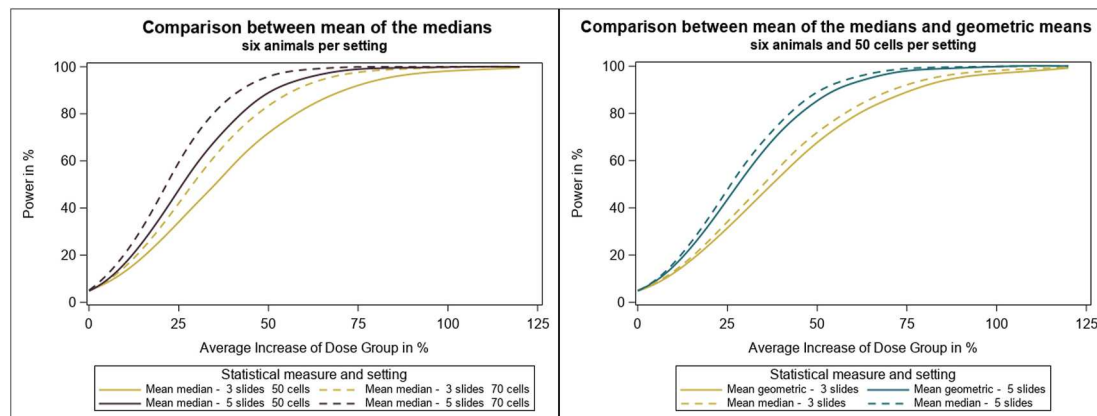 Comparison between mean of the medians
six animals per setting
100
80
60
40
20
0
Power in %
0 25 50 75 100 125
Average Increase of Dose Group in %
Statistical measure and setting
Mean median - 3 slides 50 cells Mean median - 3 slides 70 cells
Mean median - 5 slides 50 cells Mean median - 5 slides 70 cells
Comparison between mean of the medians and geometric means
six animals and 50 cells per setting
100
80
60
40
20
0
Power in %
0 25 50 75 100 125
Average Increase of Dose Group in %
Statistical measure and setting
Mean geometric - 3 slides Mean geometric - 5 slides
Mean median - 3 slides Mean median - 5 slides